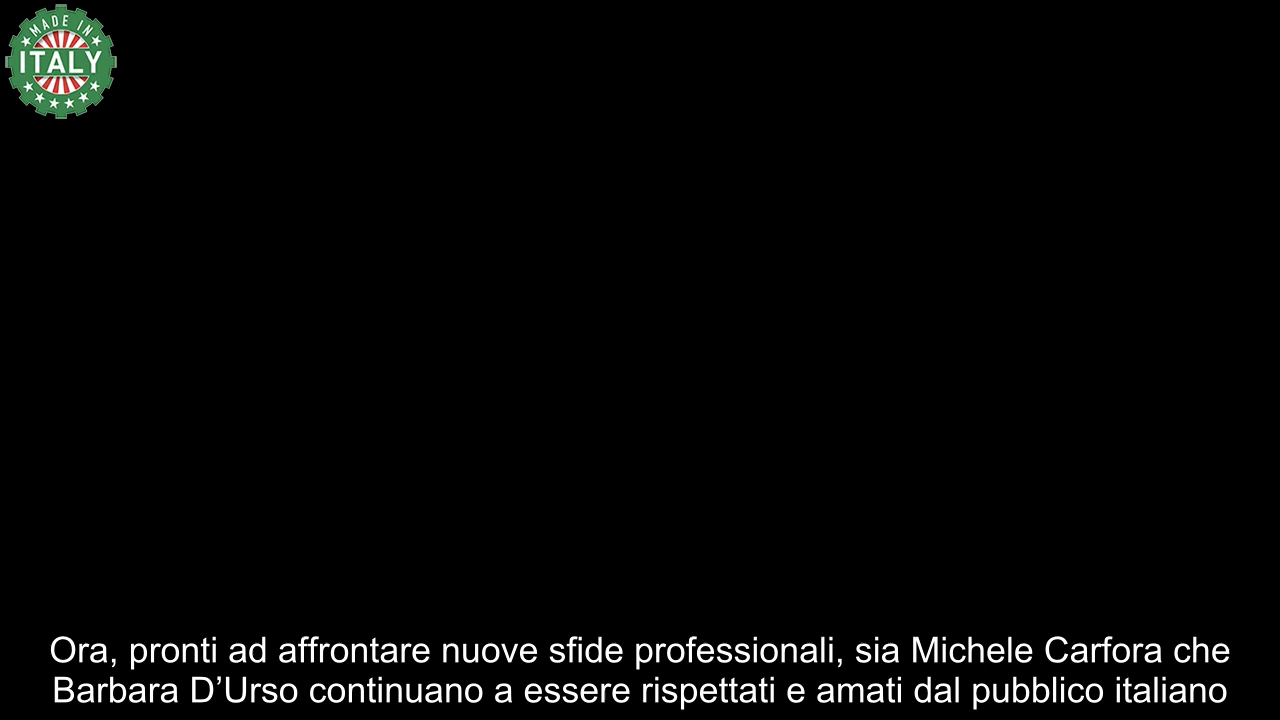 MADE IN
ITALY
Ora, pronti ad affrontare nuove sfide professionali, sia Michele Carfora che
Barbara D’Urso continuano a essere rispettati e amati dal pubblico italiano